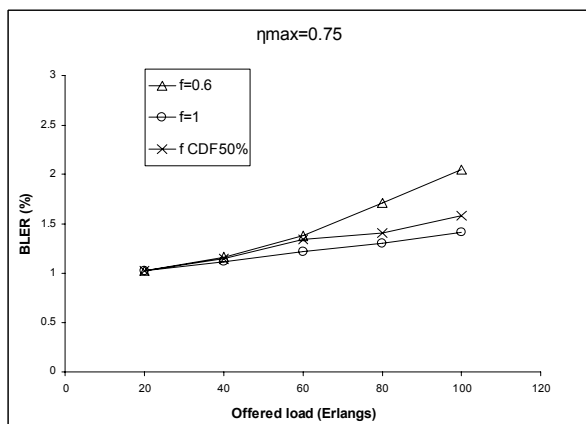 ηmax=0.75
f=0.6
f=1
f CDF50%
BLER (%)
3
2.5
2
1.5
1
0.5
0
0 20 40 60 80 100 120
Offered load (Erlangs)